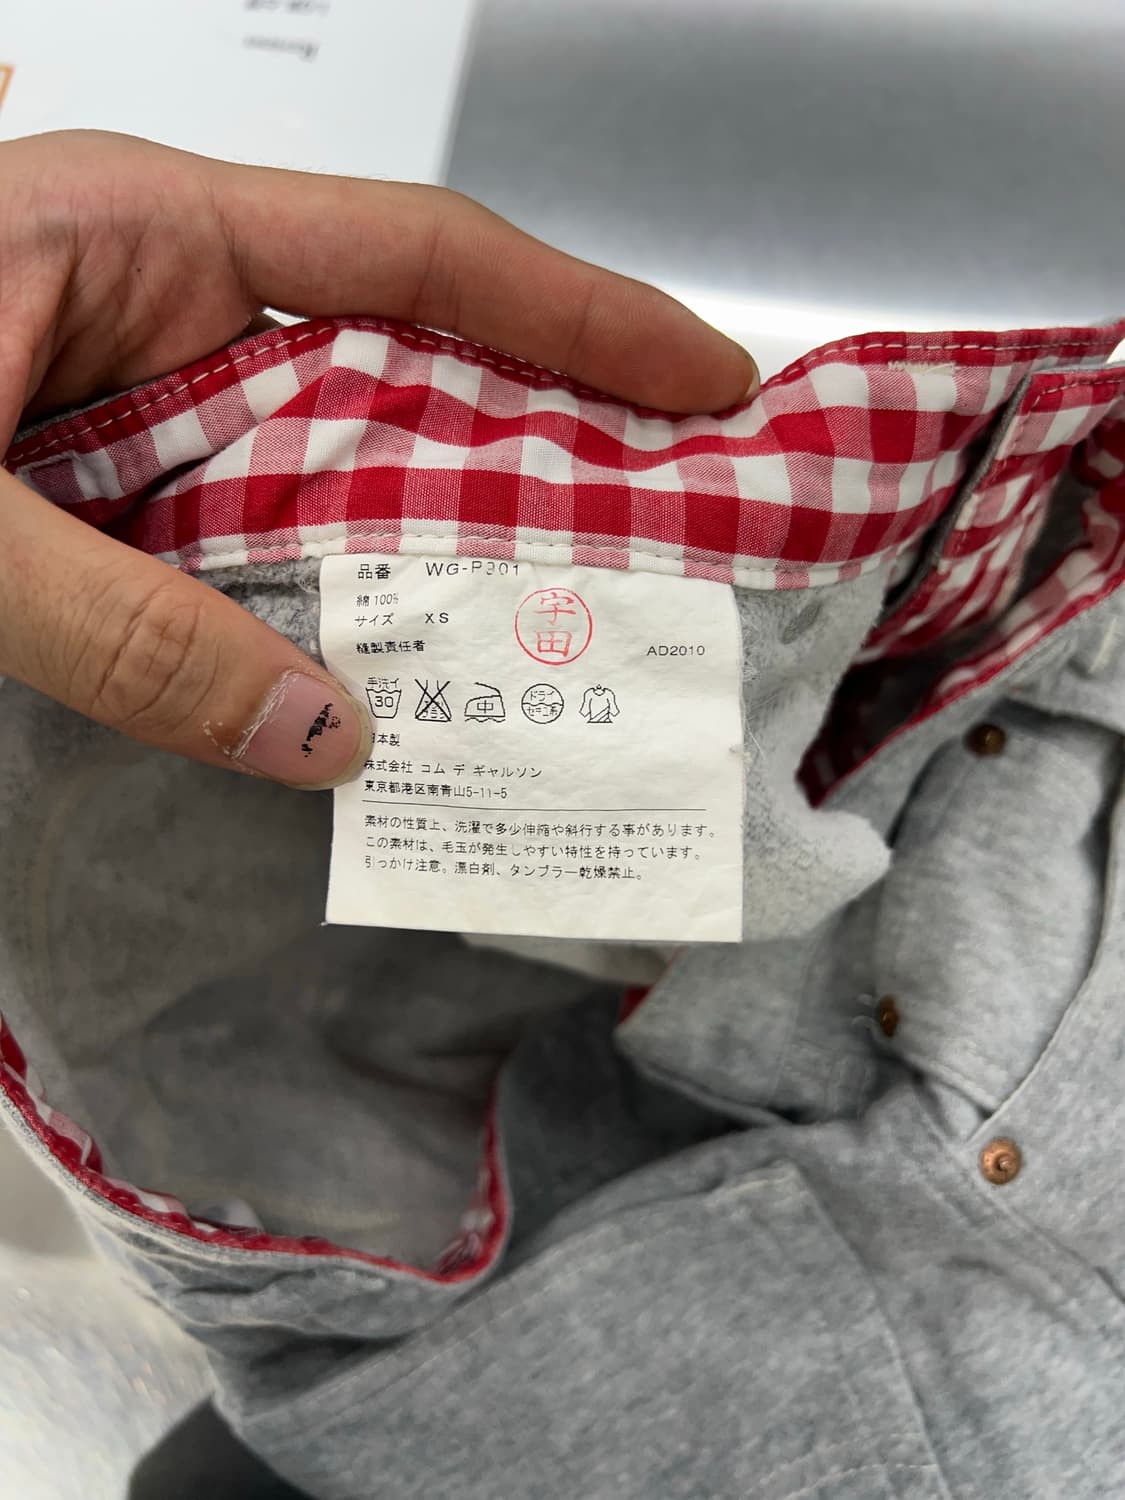 品番 WG-P901
綿 100%
サイズ XS
宇田
縫製責任者 AD2010
手洗イ 30 中 ドライ セキユ系
日本製
株式会社 コム デ ギャルソン
東京都港区南青山5-11-5
素材の性質上、洗濯で多少伸縮や斜行する事があります。
この素材は、毛玉が発生しやすい特性を持っています。
引っかけ注意。漂白剤、タンブラー乾燥禁止。